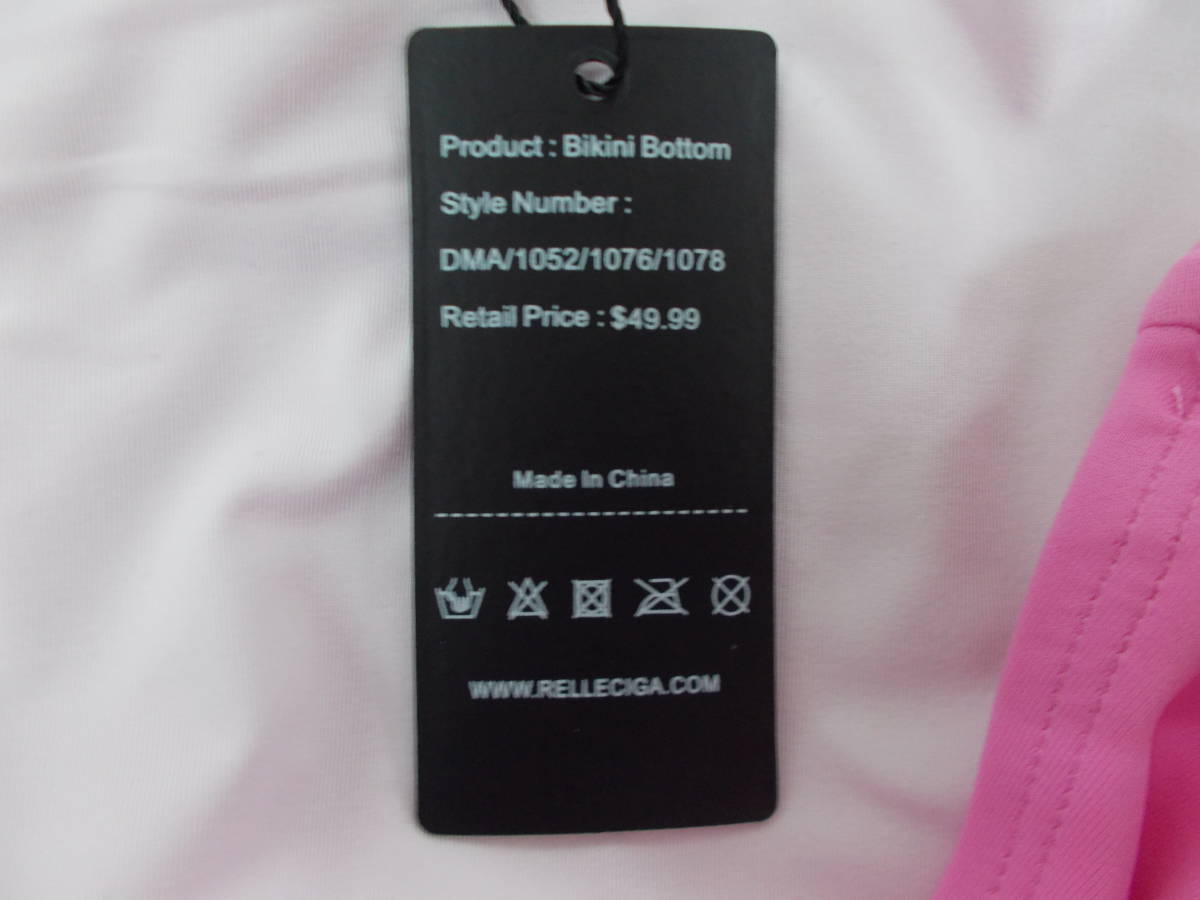 Product : Bikini Bottom
Style Number :
DMA/1052/1076/1078
Retail Price : $49.99
Made In China
WWW.RELLECIGA.COM